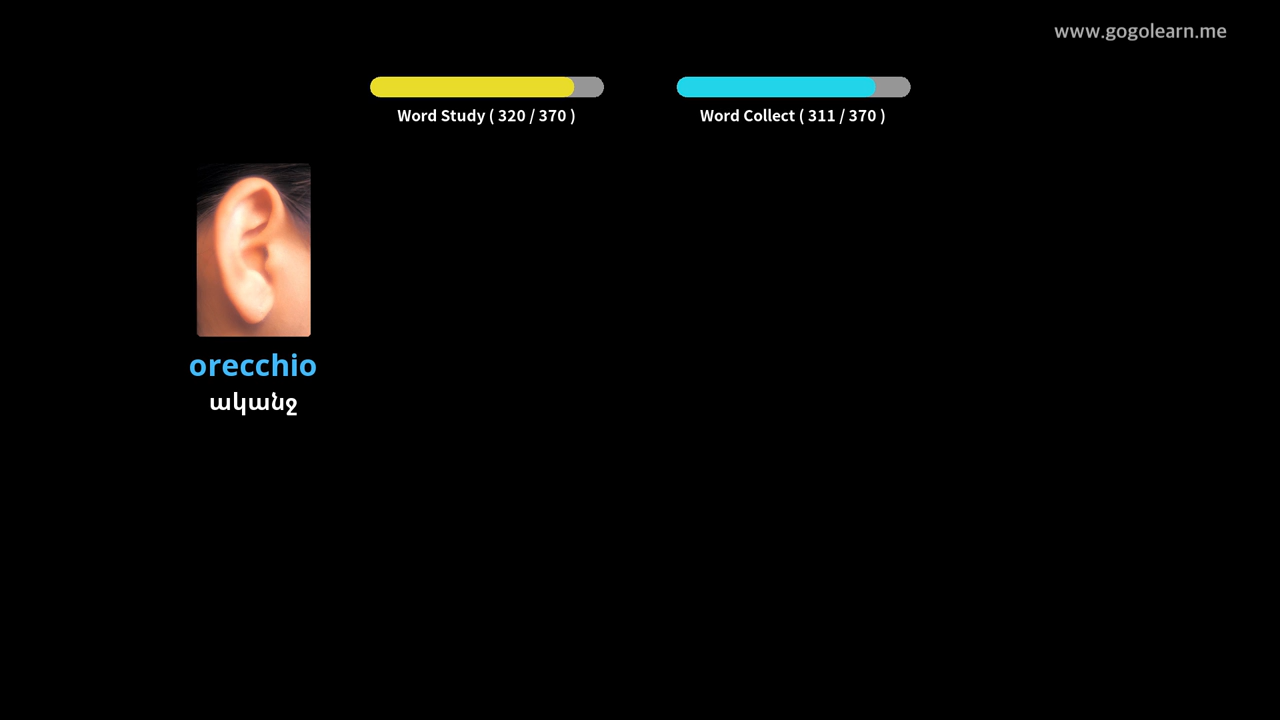 www.gogolearn.me
Word Study ( 320 / 370 )
Word Collect ( 311 / 370 )
orecchio
ականջ